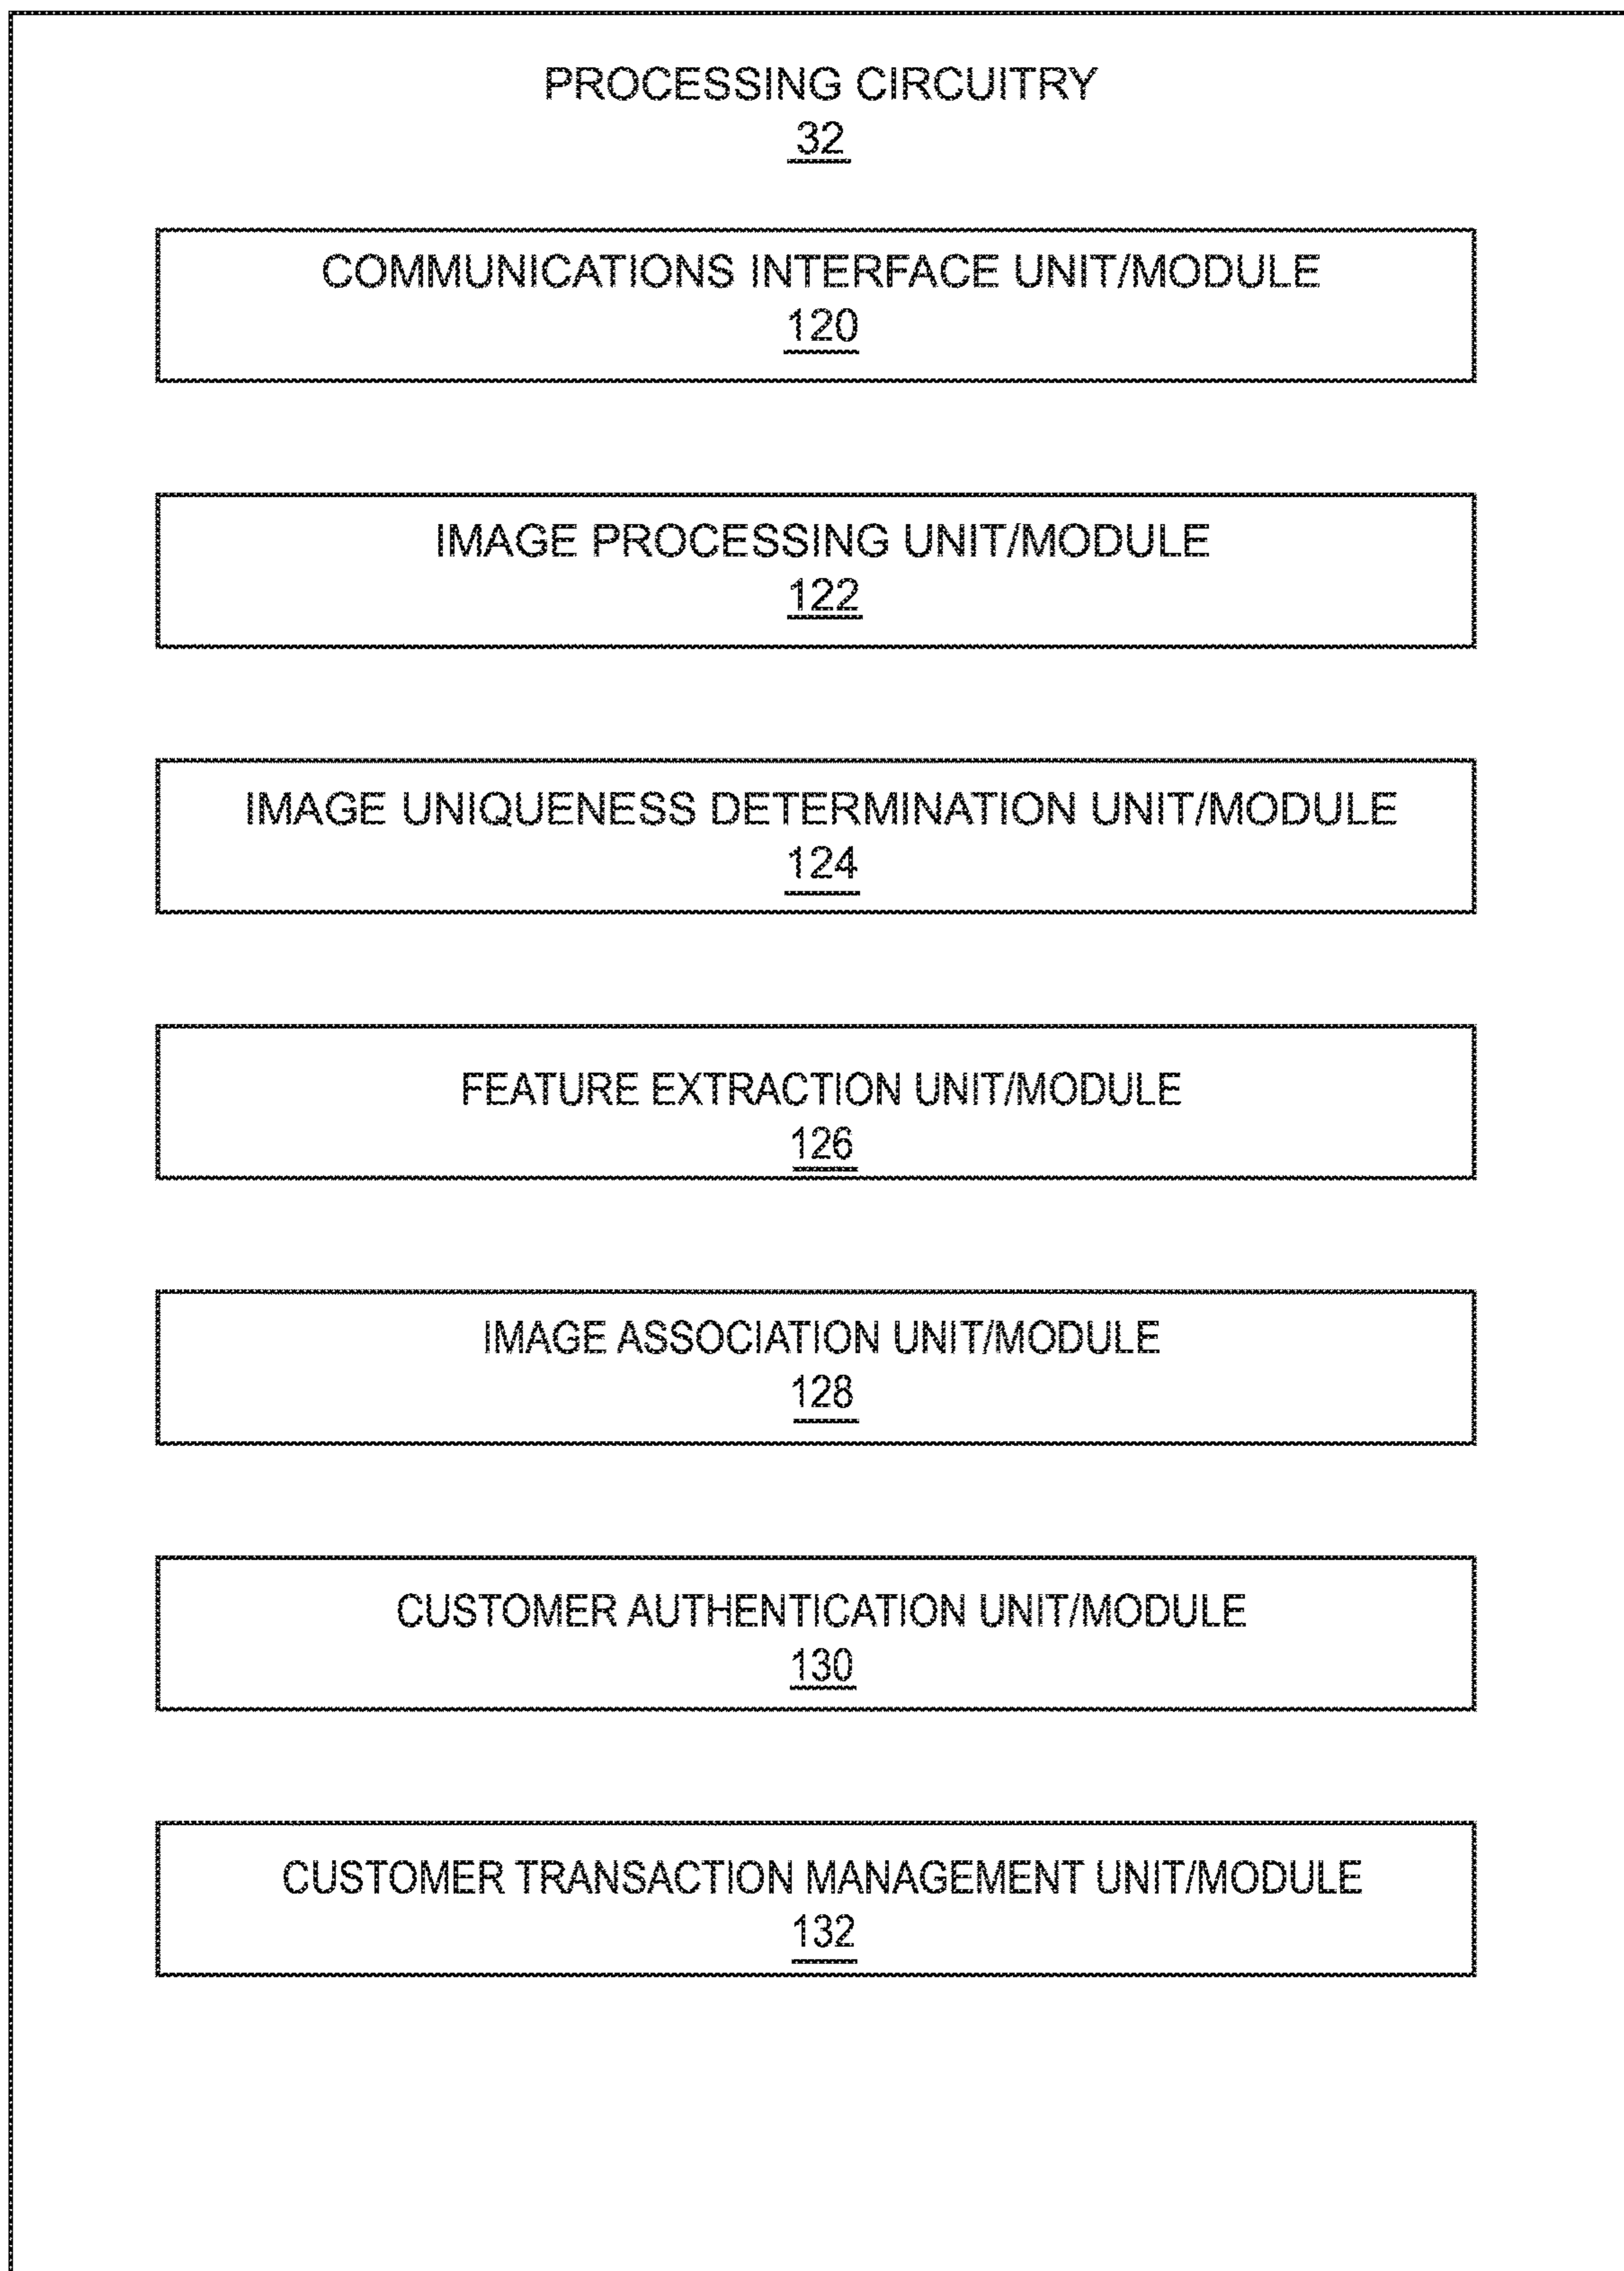 PROCESSING CIRCUITRY
32
COMMUNICATIONS INTERFACE UNIT/MODULE
120
IMAGE PROCESSING UNIT/MODULE
122
IMAGE UNIQUENESS DETERMINATION UNIT/MODULE
124
FEATURE EXTRACTION UNIT/MODULE
126
IMAGE ASSOCIATION UNIT/MODULE
128
CUSTOMER AUTHENTICATION UNIT/MODULE
130
CUSTOMER TRANSACTION MANAGEMENT UNIT/MODULE
132